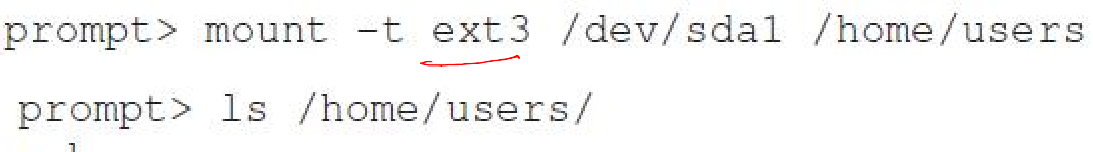 prompt> mount -t ext3 /dev/sda1 /home/users
prompt> ls /home/users/